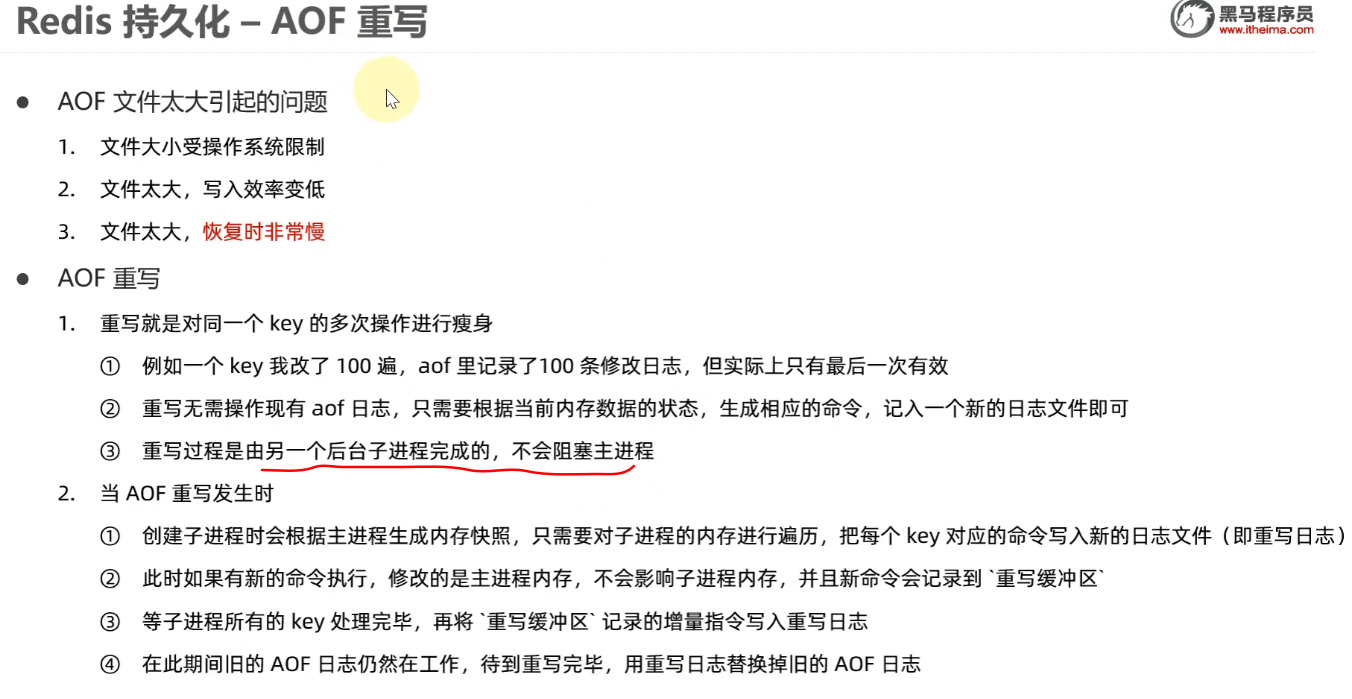 Redis 持久化 – AOF 重写
黑马程序员
www.itheima.com
● AOF 文件太大引起的问题
1. 文件大小受操作系统限制
2. 文件太大，写入效率变低
3. 文件太大，恢复时非常慢
● AOF 重写
1. 重写就是对同一个 key 的多次操作进行瘦身
① 例如一个 key 我改了 100 遍，aof 里记录了100 条修改日志，但实际上只有最后一次有效
② 重写无需操作现有 aof 日志，只需要根据当前内存数据的状态，生成相应的命令，记入一个新的日志文件即可
③ 重写过程是由另一个后台子进程完成的，不会阻塞主进程
2. 当 AOF 重写发生时
① 创建子进程时会根据主进程生成内存快照，只需要对子进程的内存进行遍历，把每个 key 对应的命令写入新的日志文件（即重写日志）
② 此时如果有新的命令执行，修改的是主进程内存，不会影响子进程内存，并且新命令会记录到 `重写缓冲区`
③ 等子进程所有的 key 处理完毕，再将 `重写缓冲区` 记录的增量指令写入重写日志
④ 在此期间旧的 AOF 日志仍然在工作，待到重写完毕，用重写日志替换掉旧的 AOF 日志